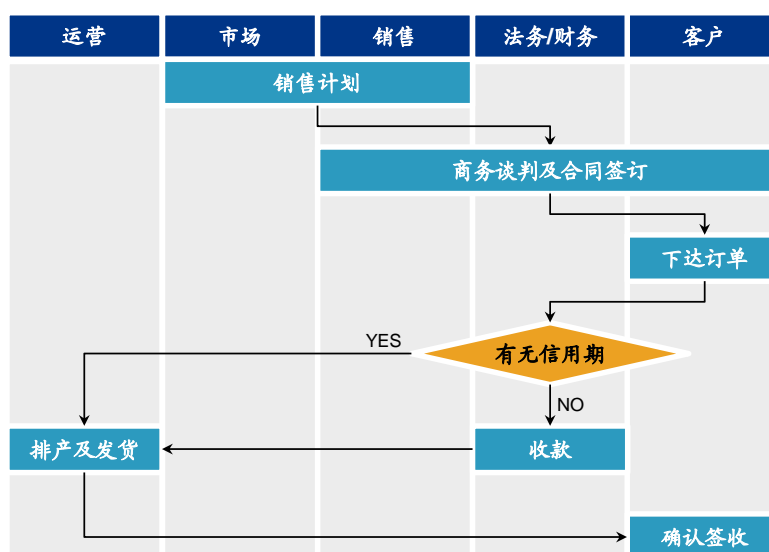 运营
市场
销售
法务/财务
客户
销售计划
商务谈判及合同签订
下达订单
YES
有无信用期
NO
排产及发货
收款
确认签收